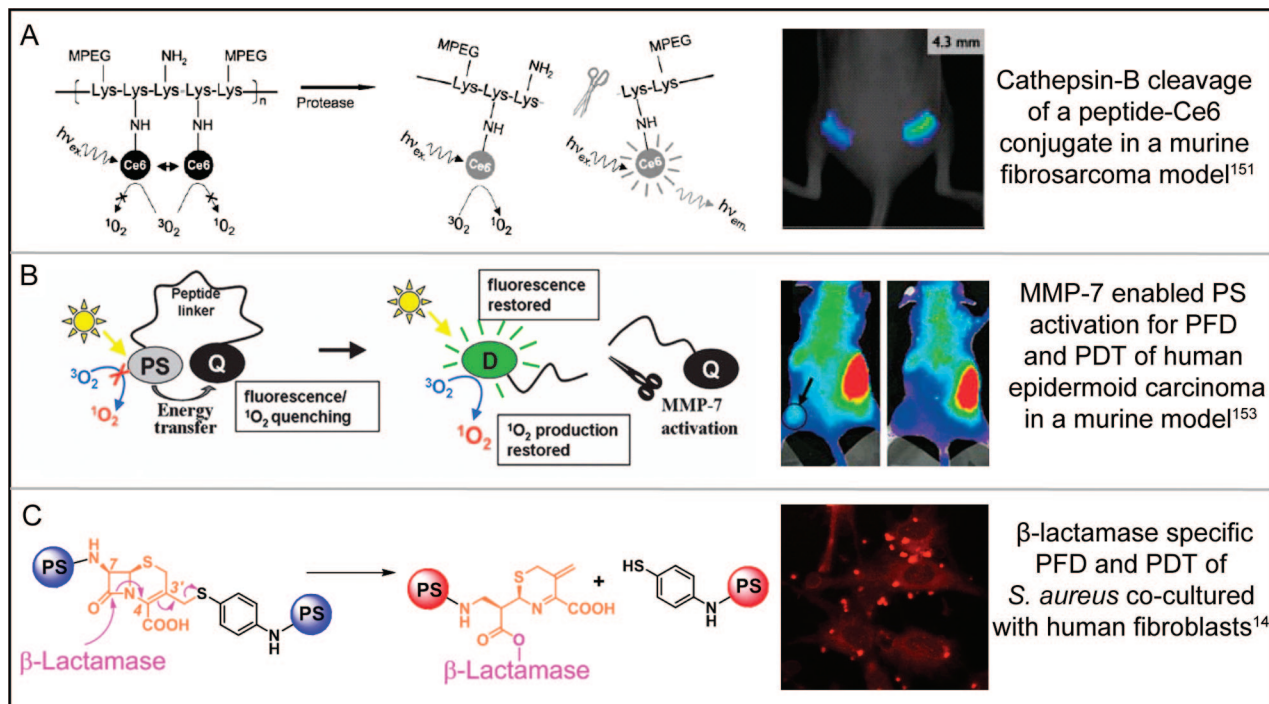 A
MPEG
NH2
MPEG
Lys-Lys-Lys-Lys-Lys
n
NH
NH
hνex.
Ce6
Ce6
1O2
3O2
1O2
Protease
MPEG
NH2
Lys-Lys-Lys
NH
hνex.
Ce6
3O2
1O2
MPEG
Lys-Lys
NH
hνex.
Ce6
hνem.
4.3 mm
Cathepsin-B cleavage
of a peptide-Ce6
conjugate in a murine
fibrosarcoma model151
B
Peptide
linker
PS
Q
3O2
1O2
Energy
transfer
fluorescence/
1O2 quenching
fluorescence
restored
D
3O2
1O2
1O2 production
restored
Q
MMP-7
activation
MMP-7 enabled PS
activation for PFD
and PDT of human
epidermoid carcinoma
in a murine model153
C
PS
H
N
7
S
O
N
4
3'
S
COOH
N
H
PS
β-Lactamase
PS
N
H
S
N
COOH
O
O
β-Lactamase
+
HS
N
H
PS
β-lactamase specific
PFD and PDT of
S. aureus co-cultured
with human fibroblasts14